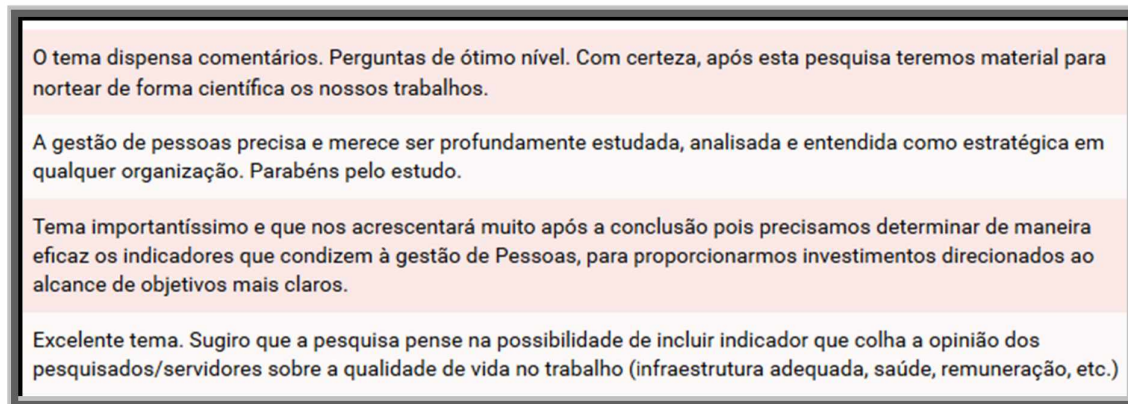 O tema dispensa comentários. Perguntas de ótimo nível. Com certeza, após esta pesquisa teremos material para
nortear de forma científica os nossos trabalhos.
A gestão de pessoas precisa e merece ser profundamente estudada, analisada e entendida como estratégica em
qualquer organização. Parabéns pelo estudo.
Tema importantíssimo e que nos acrescentará muito após a conclusão pois precisamos determinar de maneira
eficaz os indicadores que condizem à gestão de Pessoas, para proporcionarmos investimentos direcionados ao
alcance de objetivos mais claros.
Excelente tema. Sugiro que a pesquisa pense na possibilidade de incluir indicador que colha a opinião dos
pesquisados/servidores sobre a qualidade de vida no trabalho (infraestrutura adequada, saúde, remuneração, etc.)